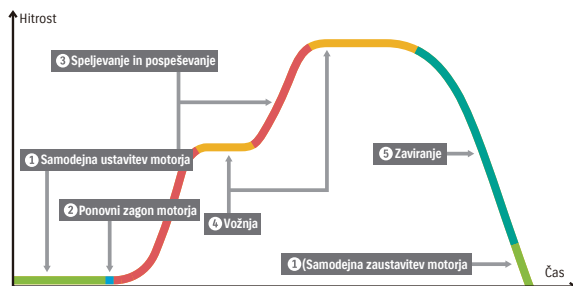 Hitrost
3 Speljevanje in pospeševanje
1 Samodejna ustavitev motorja
5 Zaviranje
2 Ponovni zagon motorja
4 Vožnja
1 (Samodejna zaustavitev motorja
Čas